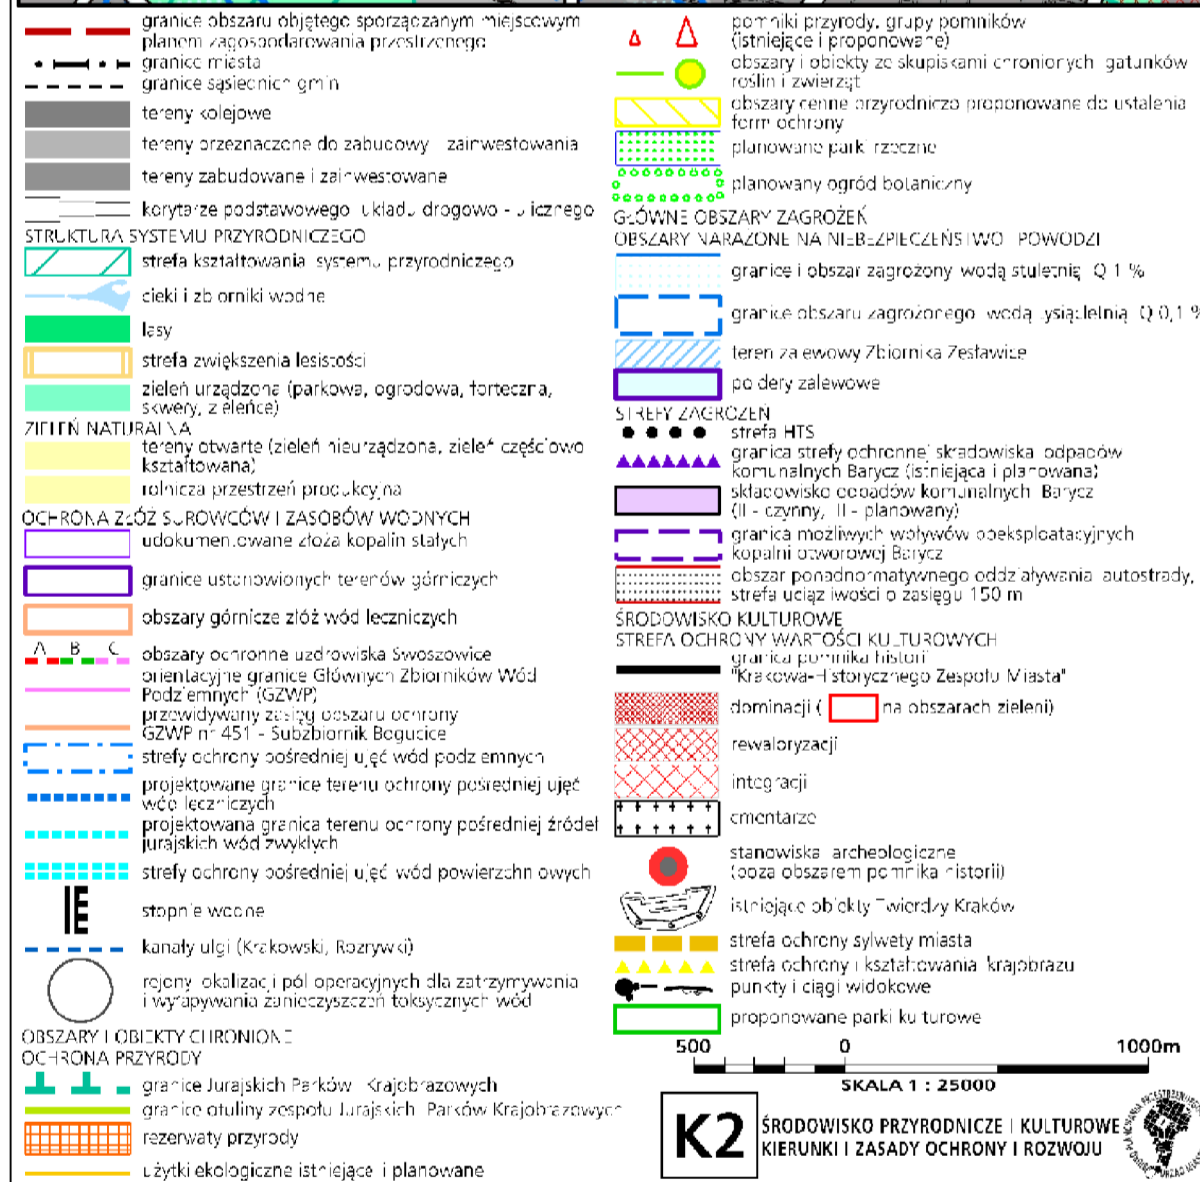 granice obszaru objętego sporządzanym miejscowym
planem zagospodarowania przestrzenego
granice miasta
granice sąsiednich gmin
tereny kolejowe
tereny przeznaczone do zabudowy zainwestowania
tereny zabudowane i zainwestowane
korytarze podstawowego układu drogowo - ulicznego
STRUKTURA SYSTEMU PRZYRODNICZEGO
strefa kształtowania systemu przyrodniczego
cieki i zbiorniki wodne
lasy
strefa zwiększenia lesistości
zieleń urządzona (parkowa, ogrodowa, forteczna,
skwery, zieleńce)
ZIELEŃ NATURALNA
tereny otwarte (zieleń nieurządzona, zieleń częściowo
kształtowana)
rolnicza przestrzeń produkcyjna
OCHRONA ZŁÓŻ SUROWCÓW I ZASOBÓW WODNYCH
udokumentowane złoża kopalin stałych
granice ustanowionych terenów górniczych
obszary górnicze złóż wód leczniczych
A B C
obszary ochronne uzdrowiska Swoszowice
orientacyjne granice Głównych Zbiorników Wód
Podziemnych (GZWP)
przewidywany zasięg obszaru ochrony
GZWP nr 451 - Subzbiornik Bogucice
strefy ochrony pośredniej ujęć wód podziemnych
projektowane granice terenu ochrony pośredniej ujęć
wód leczniczych
projektowana granica terenu ochrony pośredniej źródeł
jurajskich wód zwykłych
strefy ochrony pośredniej ujęć wód powierzchniowych
stopnie wodne
kanały ulgi (Krakowski, Rozrywki)
rejony lokalizacji pól operacyjnych dla zatrzymywania
i wyłapywania zanieczyszczeń toksycznych wód
OBSZARY I OBIEKTY CHRONIONE
OCHRONA PRZYRODY
granice Jurajskich Parków Krajobrazowych
granice otuliny zespołu Jurajskich Parków Krajobrazowych
rezerwaty przyrody
użytki ekologiczne istniejące i planowane
pomniki przyrody, grupy pomników
(istniejące i proponowane)
obszary i obiekty ze skupiskami chronionych gatunków
roślin i zwierząt
obszary cenne przyrodniczo proponowane do ustalenia
form ochrony
planowane parki rzeczne
planowany ogród botaniczny
GŁÓWNE OBSZARY ZAGROŻEŃ
OBSZARY NARAŻONE NA NIEBEZPIECZEŃSTWO POWODZI
granice i obszar zagrożony wodą stuletnią Q 1 %
granice obszaru zagrożonego wodą tysiącletnią Q 0,1 %
teren zalewowy Zbiornika Zesławice
poldery zalewowe
STREFY ZAGROŻEŃ
strefa HTS
granica strefy ochronnej składowiska odpadów
komunalnych Barycz (istniejąca i planowana)
składowisko odpadów komunalnych Barycz
(II - czynny, III - planowany)
granica możliwych wpływów poeksploatacyjnych
kopalni otworowej Barycz
obszar ponadnormatywnego oddziaływania autostrady,
strefa uciążliwości o zasięgu 150 m
ŚRODOWISKO KULTUROWE
STREFA OCHRONY WARTOŚCI KULTUROWYCH
granica pomnika historii
"Krakowa-Historycznego Zespołu Miasta"
dominacji ( na obszarach zieleni)
rewaloryzacji
integracji
cmentarze
stanowiska archeologiczne
(poza obszarem pomnika historii)
istniejące obiekty Twierdzy Kraków
strefa ochrony sylwety miasta
strefa ochrony i kształtowania krajobrazu
punkty i ciągi widokowe
proponowane parki kulturowe
500 0 1000m
SKALA 1 : 25000
K2
ŚRODOWISKO PRZYRODNICZE I KULTUROWE
KIERUNKI I ZASADY OCHRONY I ROZWOJU